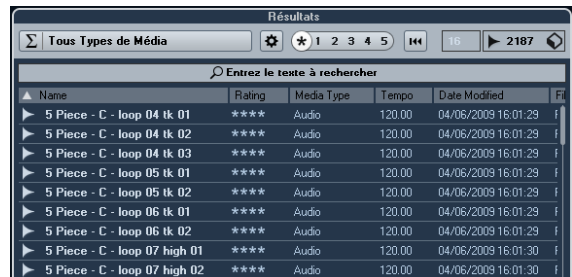 Résultats
Σ Tous Types de Média * 1 2 3 4 5 16 2187
Entrez le texte à rechercher
Name Rating Media Type Tempo Date Modified Fil
5 Piece - C - loop 04 tk 01 **** Audio 120.00 04/06/2009 16:01:29 F
5 Piece - C - loop 04 tk 02 **** Audio 120.00 04/06/2009 16:01:29 F
5 Piece - C - loop 04 tk 03 **** Audio 120.00 04/06/2009 16:01:29 F
5 Piece - C - loop 05 tk 01 **** Audio 120.00 04/06/2009 16:01:29 F
5 Piece - C - loop 05 tk 02 **** Audio 120.00 04/06/2009 16:01:29 F
5 Piece - C - loop 06 tk 01 **** Audio 120.00 04/06/2009 16:01:29 F
5 Piece - C - loop 06 tk 02 **** Audio 120.00 04/06/2009 16:01:29 F
5 Piece - C - loop 07 high 01 **** Audio 120.00 04/06/2009 16:01:30 F
5 Piece - C - loop 07 high 02 **** Audio 120.00 04/06/2009 16:01:30 F